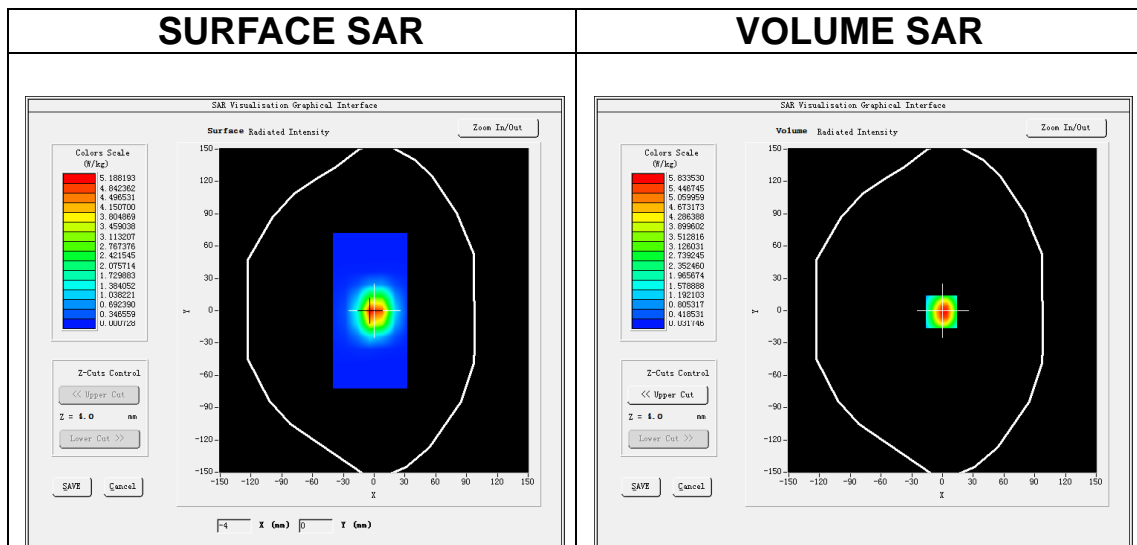 SURFACE SAR
VOLUME SAR
SAR Visualisation Graphical Interface
Surface Radiated Intensity
Zoom In/Out
Colors Scale
(W/kg)
5.188193
4.842362
4.496531
4.150700
3.804869
3.459038
3.113207
2.767376
2.421545
2.075714
1.729883
1.384052
1.038221
0.692390
0.346559
0.000728
150
120
90
60
30
0
-30
-60
-90
-120
-150
Y
-150 -120 -90 -60 -30 0 30 60 90 120 150
X
Z-Cuts Control
<< Upper Cut
Z = 4.0 mm
Lower Cut >>
SAVE
Cancel
-4 X (mm) 0 Y (mm)
SAR Visualisation Graphical Interface
Volume Radiated Intensity
Zoom In/Out
Colors Scale
(W/kg)
5.833530
5.446745
5.059959
4.673173
4.286388
3.899602
3.512816
3.126031
2.739245
2.352460
1.965674
1.578888
1.192103
0.805317
0.418531
0.031746
150
120
90
60
30
0
-30
-60
-90
-120
-150
Y
-150 -120 -90 -60 -30 0 30 60 90 120 150
X
Z-Cuts Control
<< Upper Cut
Z = 4.0 mm
Lower Cut >>
SAVE
Cancel